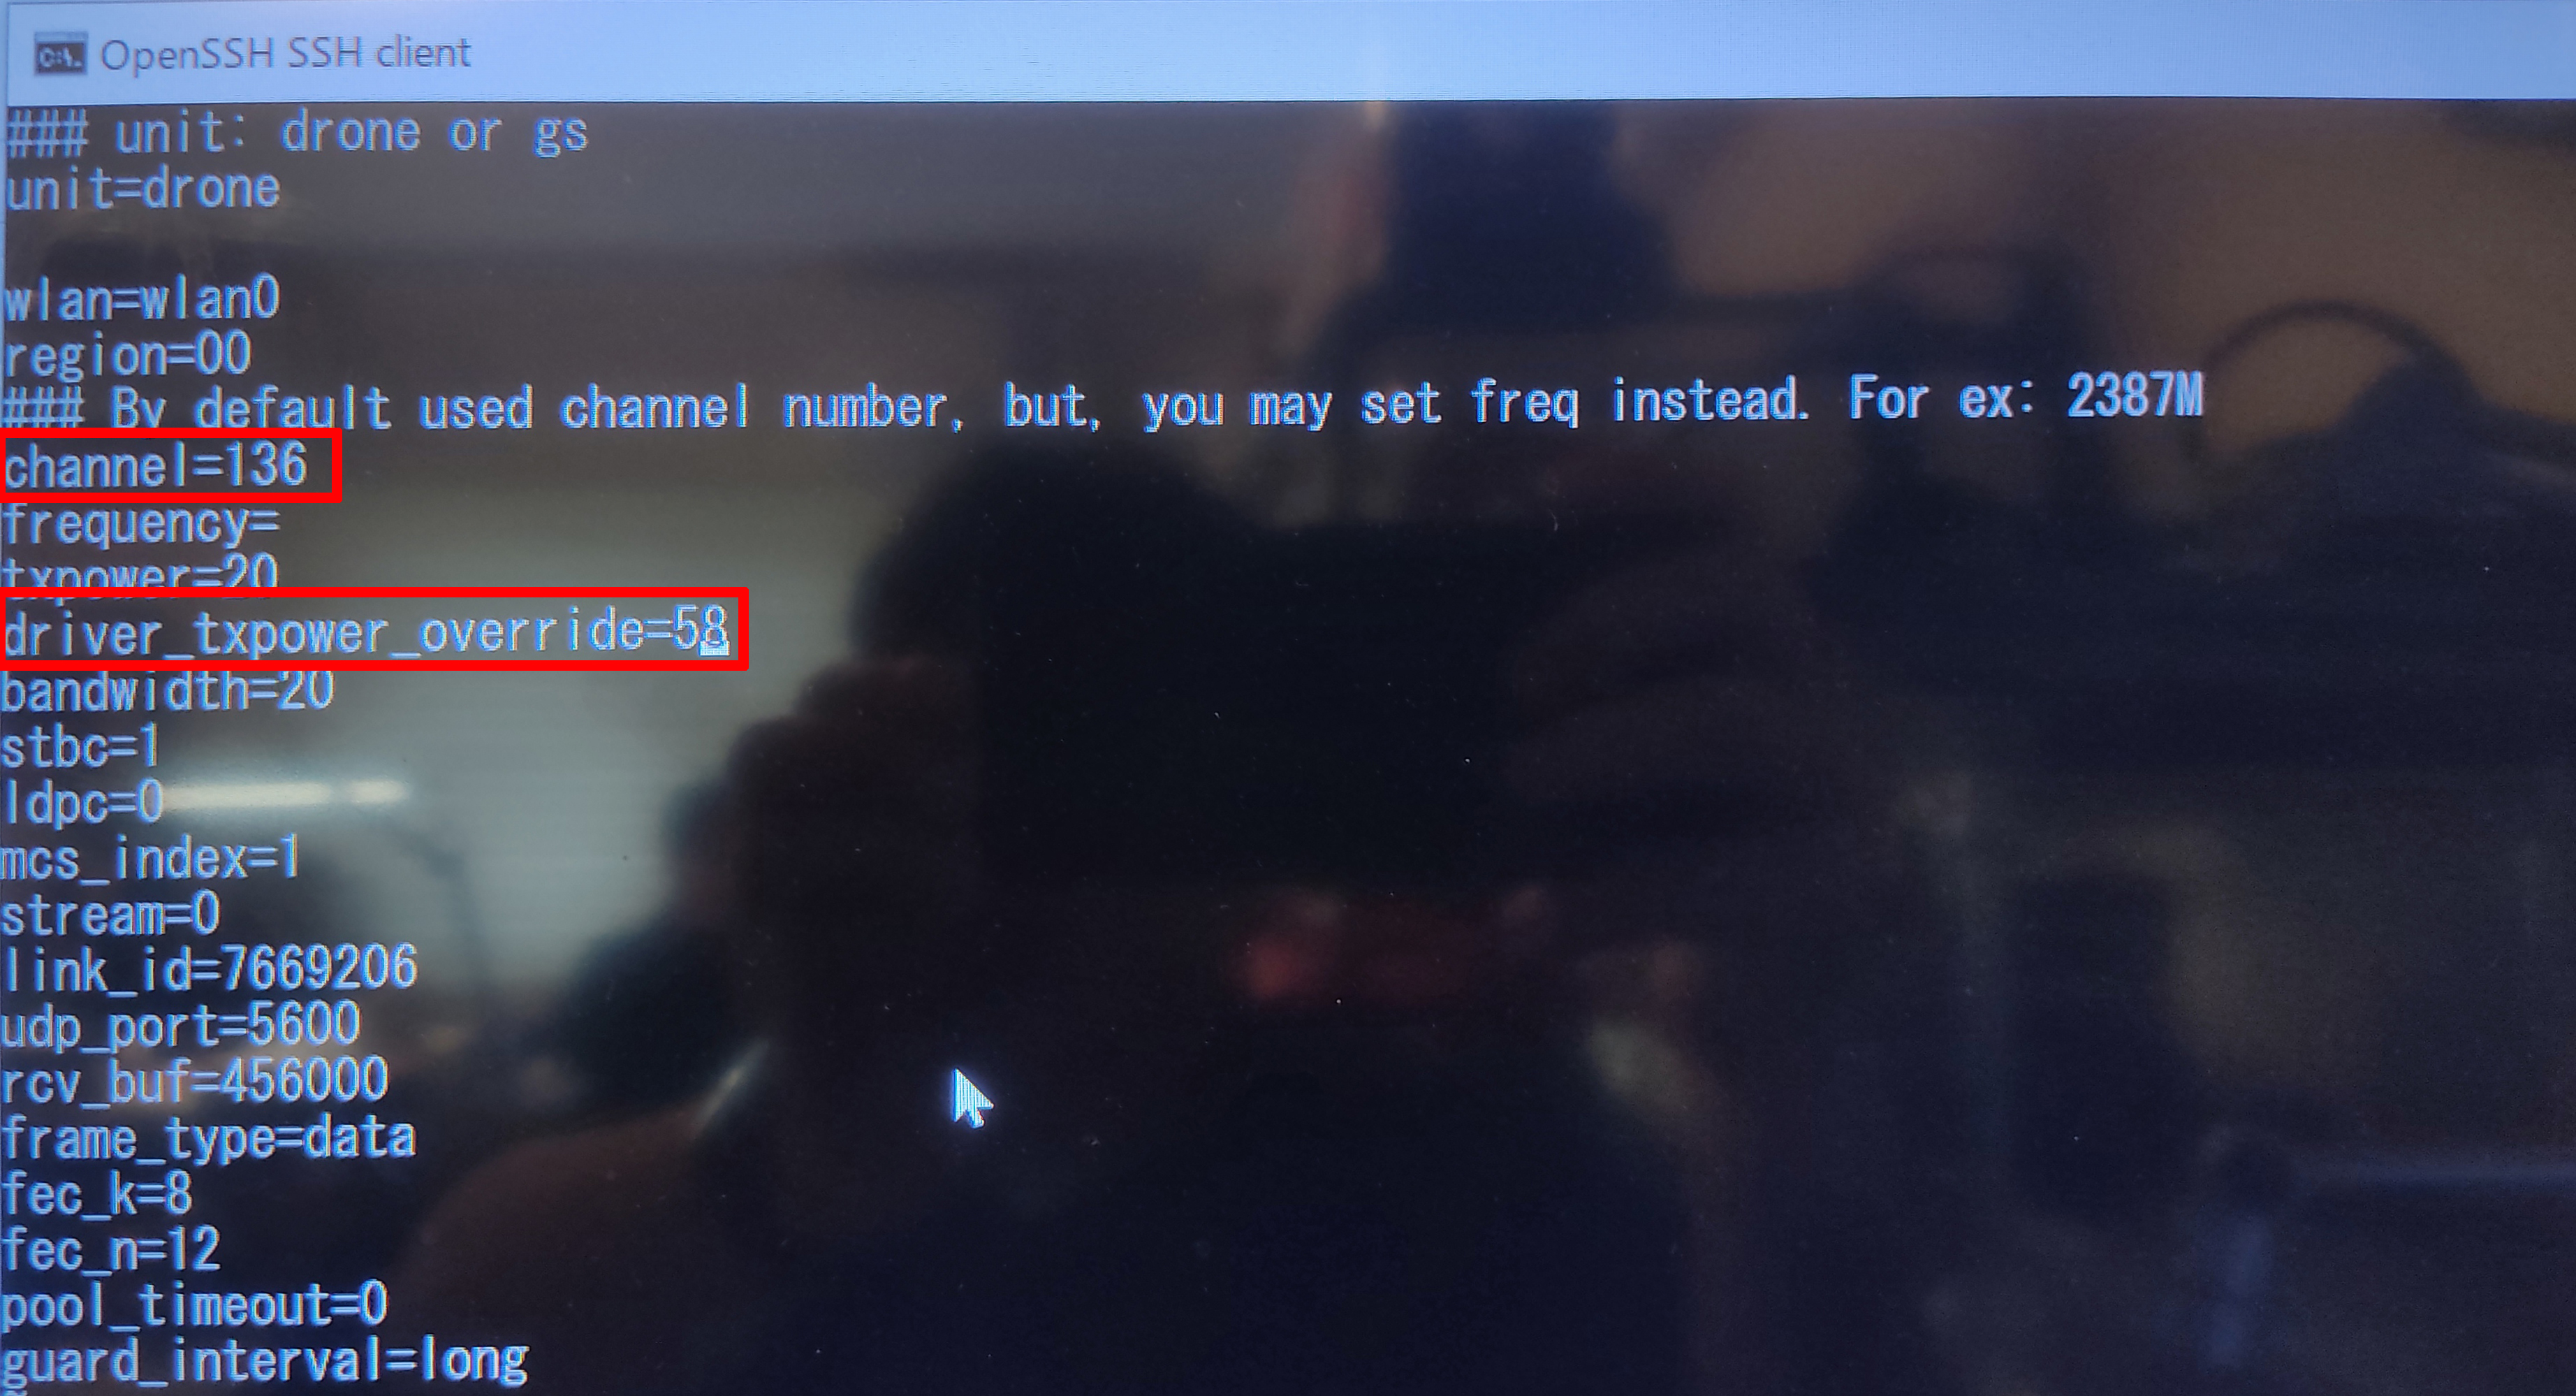 C:\.
OpenSSH SSH client
### unit: drone or gs
unit=drone
wlan=wlan0
region=00
### By default used channel number, but, you may set freq instead. For ex: 2387M
channel=136
frequency=
txpower=20
driver_txpower_override=58
bandwidth=20
stbc=1
ldpc=0
mcs_index=1
stream=0
link_id=7669206
udp_port=5600
rcv_buf=456000
frame_type=data
fec_k=8
fec_n=12
pool_timeout=0
guard_interval=long